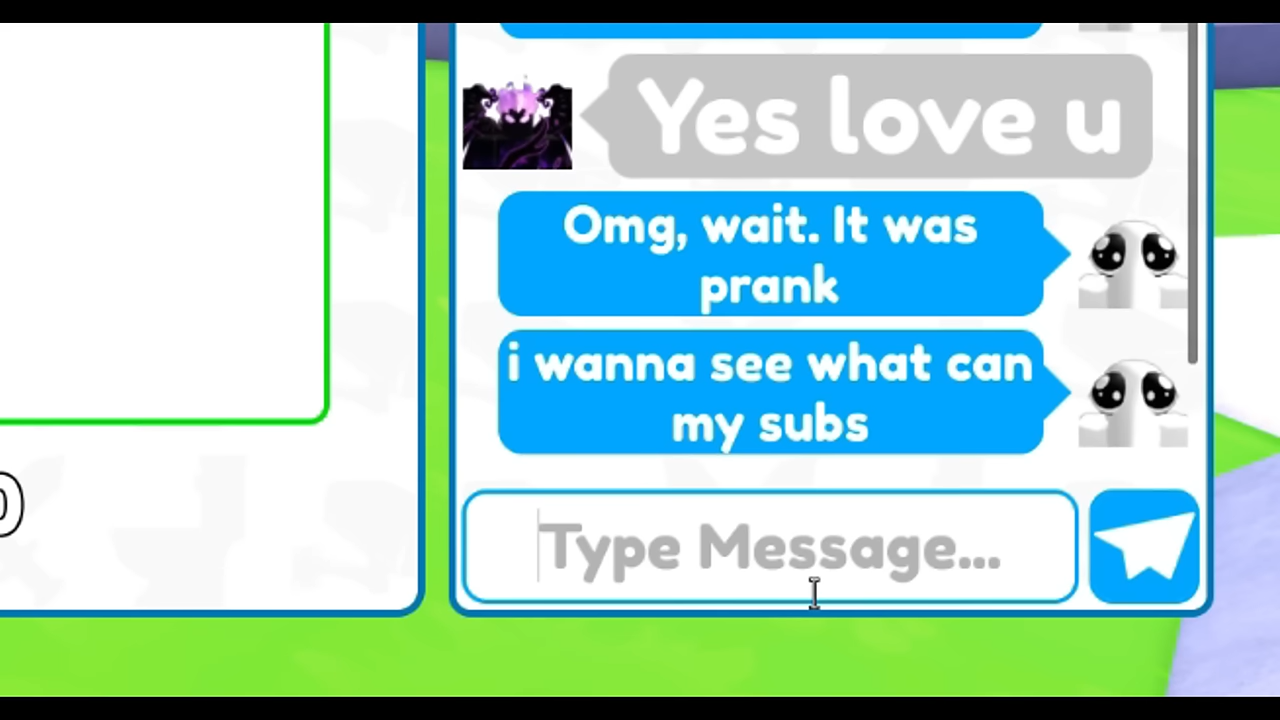 Yes love u
Omg, wait. It was
prank
i wanna see what can
my subs
Type Message...